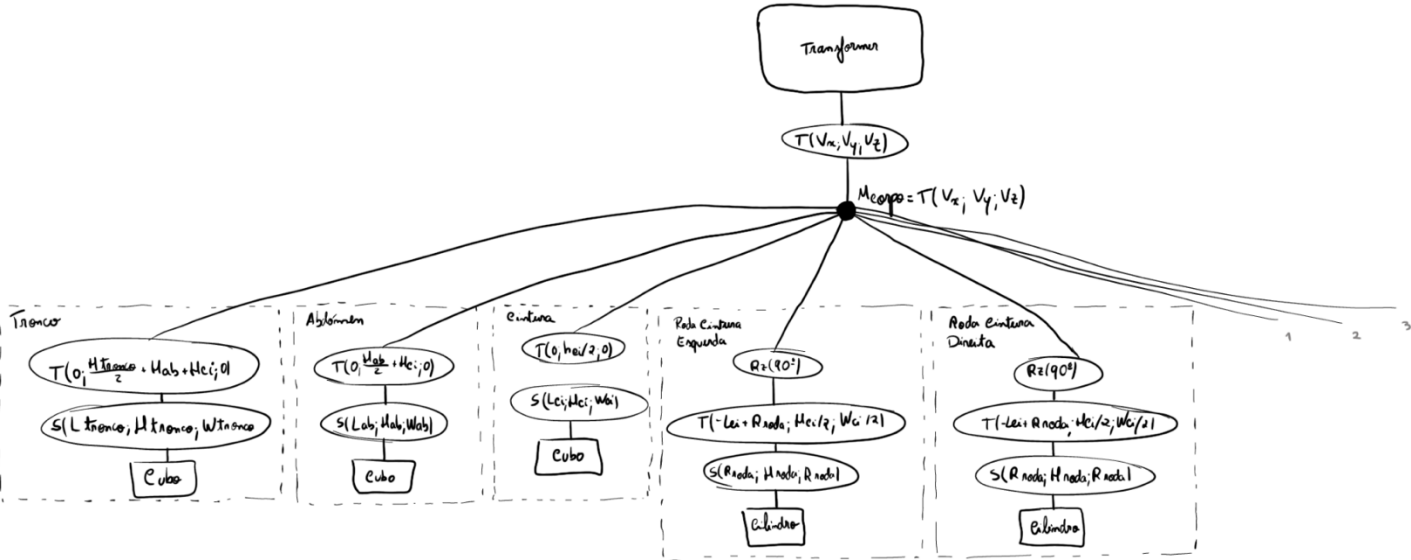 Transformer
T(Vx; Vy; Vz)
Mcorpo = T(Vx; Vy; Vz)
Tronco
T(0; Htronco/2 + Hab + Hci; 0)
S(Ltronco; Htronco; Wtronco
Cubo
Abdómen
T(0; Hab/2 + Hci; 0)
S(Lab; Hab; Wab)
Cubo
Cintura
T(0, hci/2, 0)
S(Lci; Hci; Wci)
Cubo
Roda Cintura
Esquerda
Rz(90º)
T(-Lci + Rroda; Hci/2; Wci/2)
S(Rroda; Hroda; Rroda)
Cilindro
Roda Cintura
Direita
Rz(90º)
T(-Lci + Rroda; Hci/2; Wci/2)
S(Rroda; Hroda; Rroda)
Cilindro
1
2
3